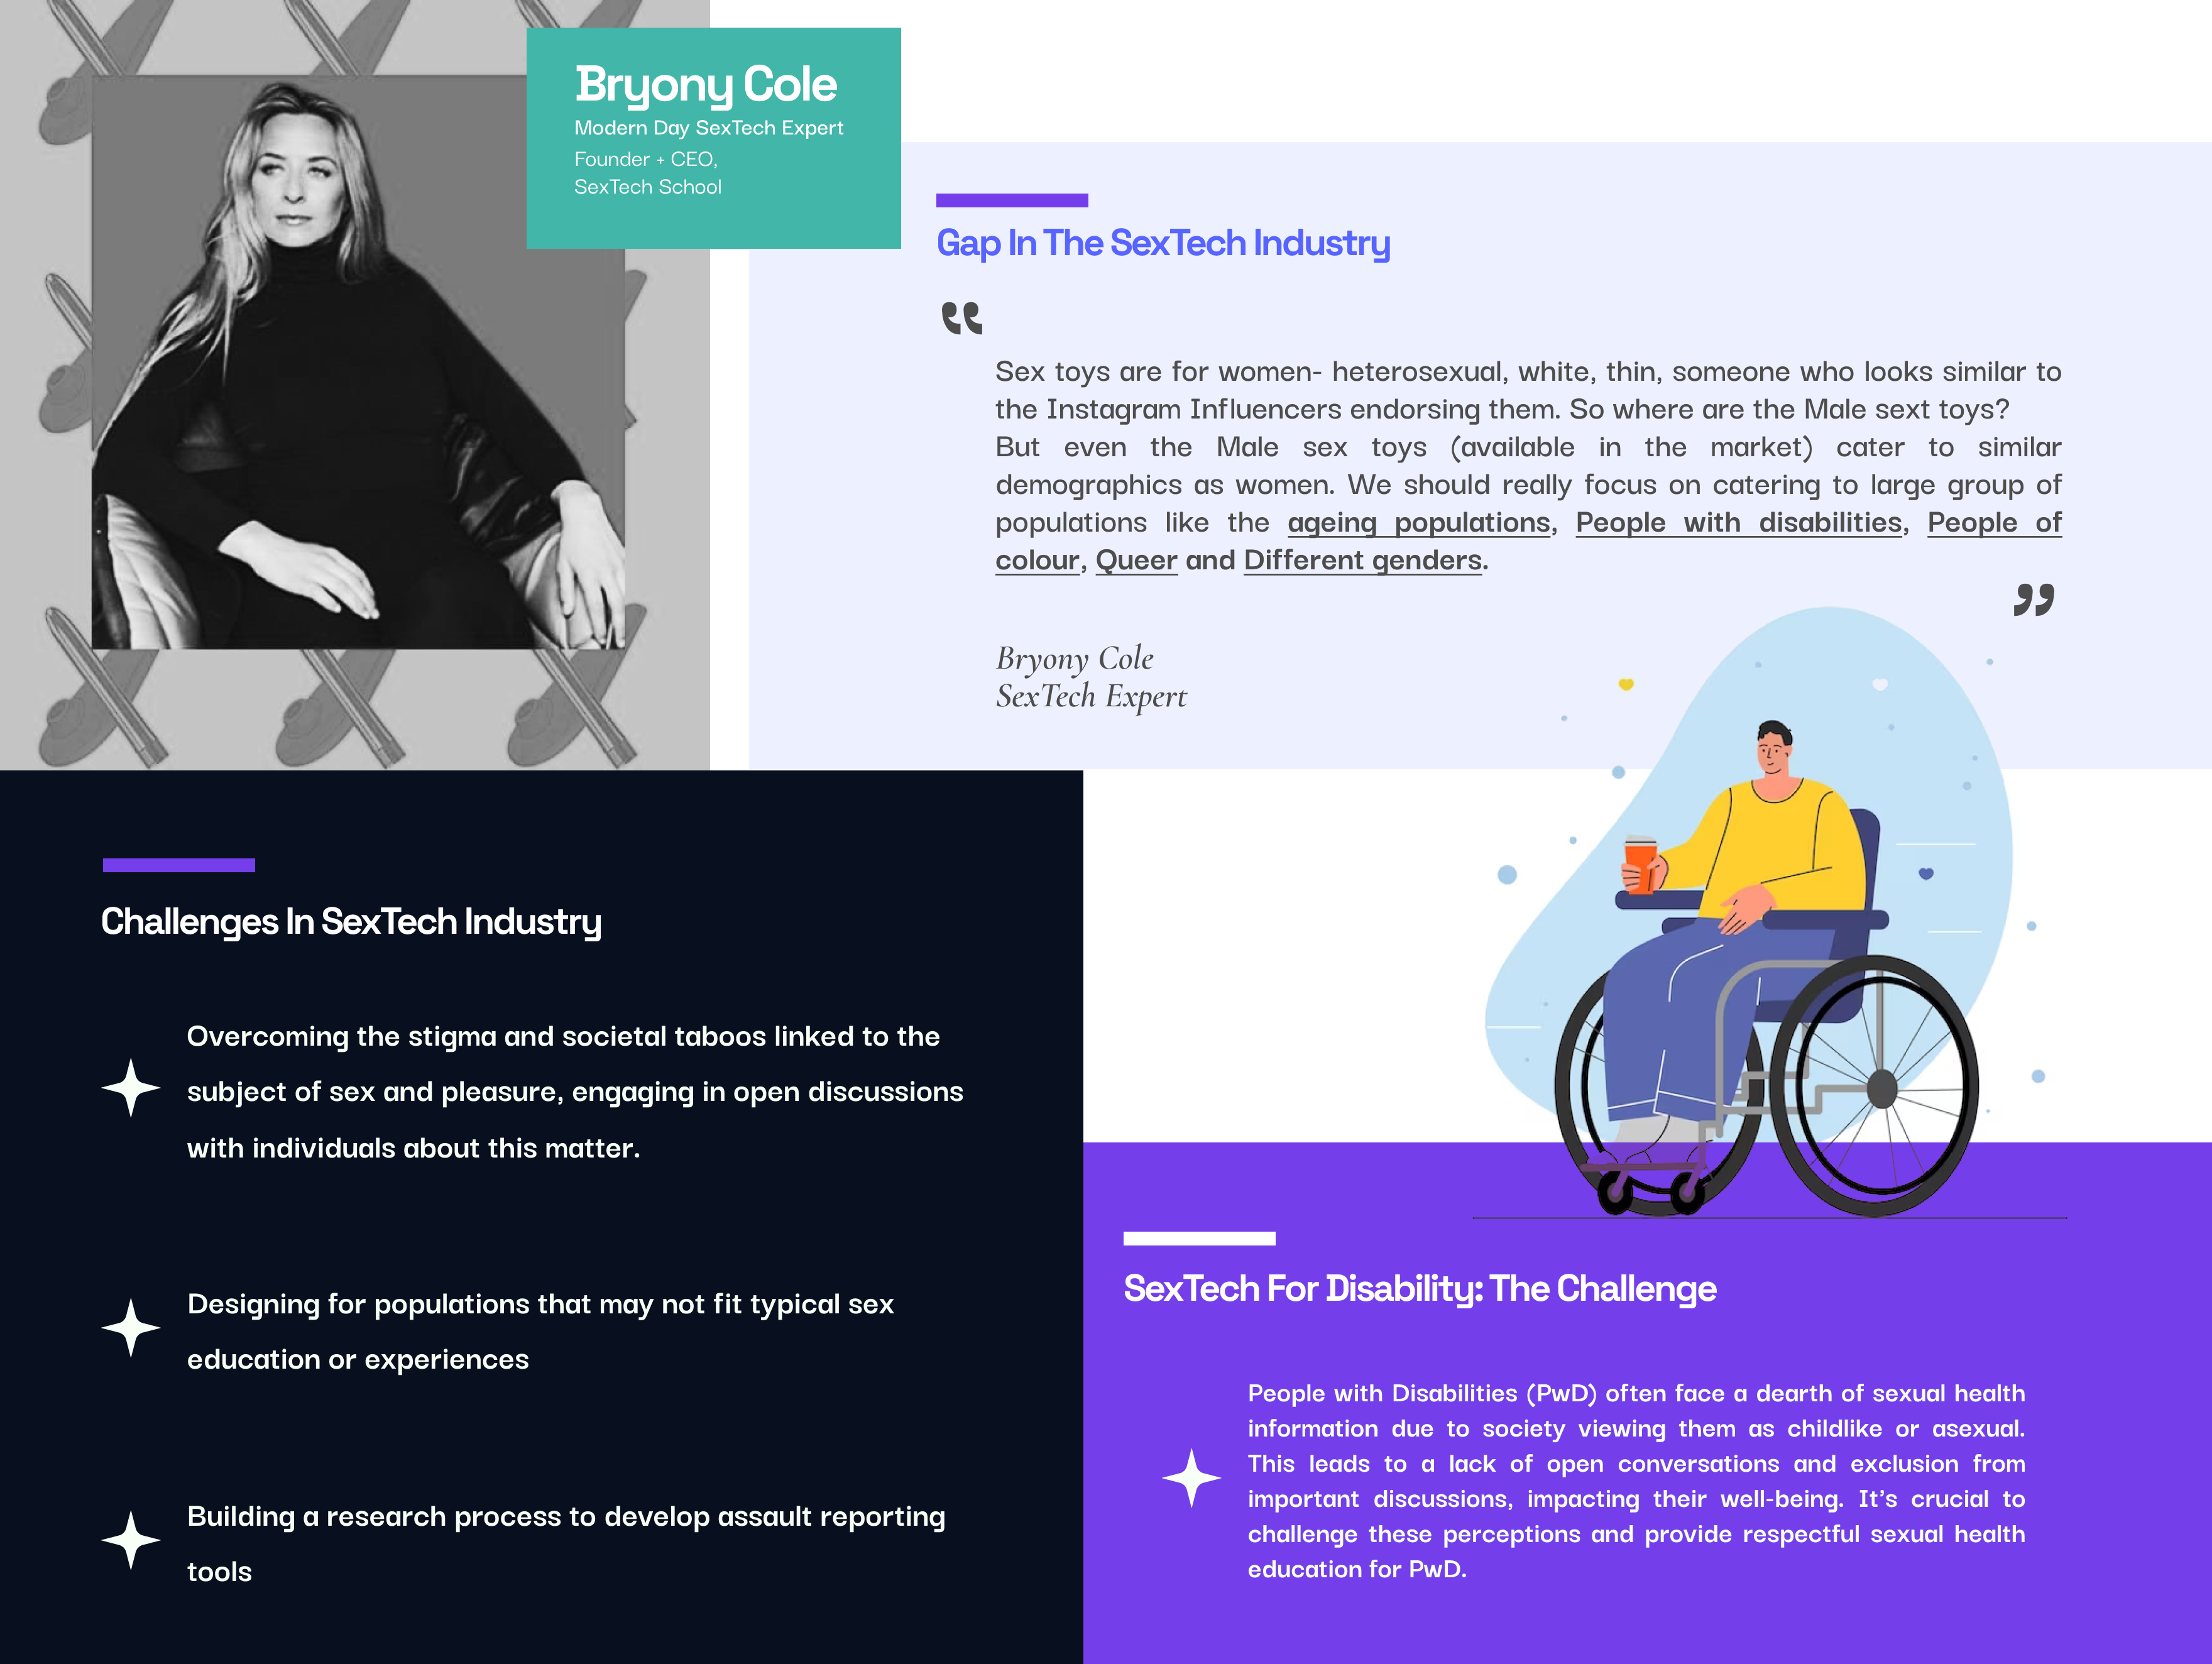 Bryony Cole
Modern Day SexTech Expert
Founder + CEO,
SexTech School
Gap In The SexTech Industry
“
Sex toys are for women- heterosexual, white, thin, someone who looks similar to
the Instagram Influencers endorsing them. So where are the Male sext toys?
But even the Male sex toys (available in the market) cater to similar
demographics as women. We should really focus on catering to large group of
populations like the ageing populations, People with disabilities, People of
colour, Queer and Different genders.
”
Bryony Cole
SexTech Expert
Challenges In SexTech Industry
Overcoming the stigma and societal taboos linked to the
subject of sex and pleasure, engaging in open discussions
with individuals about this matter.
Designing for populations that may not fit typical sex
education or experiences
Building a research process to develop assault reporting
tools
SexTech For Disability: The Challenge
People with Disabilities (PwD) often face a dearth of sexual health
information due to society viewing them as childlike or asexual.
This leads to a lack of open conversations and exclusion from
important discussions, impacting their well-being. It's crucial to
challenge these perceptions and provide respectful sexual health
education for PwD.